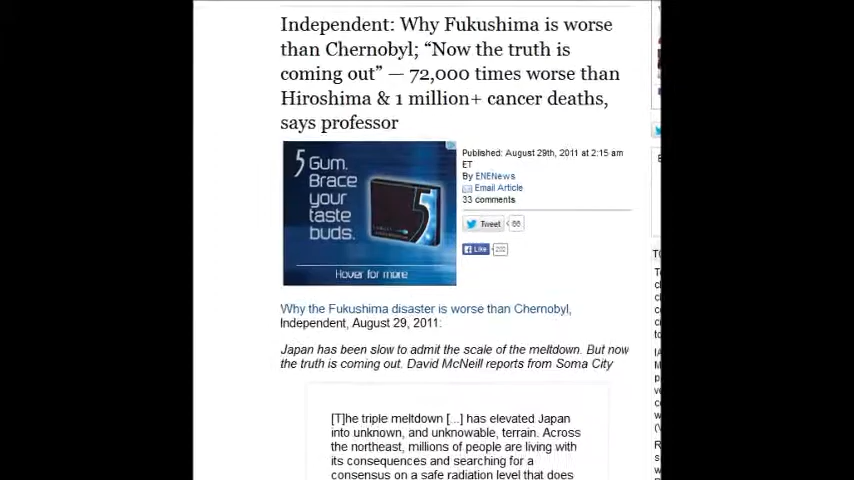 Independent: Why Fukushima is worse
than Chernobyl; “Now the truth is
coming out” — 72,000 times worse than
Hiroshima & 1 million+ cancer deaths,
says professor
5 Gum.
Brace
your
taste
buds.
5
Hover for more
Published: August 29th, 2011 at 2:15 am
ET
By ENENews
Email Article
33 comments
Tweet
66
Like
Why the Fukushima disaster is worse than Chernobyl,
Independent, August 29, 2011:
Japan has been slow to admit the scale of the meltdown. But now
the truth is coming out. David McNeill reports from Soma City
[T]he triple meltdown [...] has elevated Japan
into unknown, and unknowable, terrain. Across
the northeast, millions of people are living with
its consequences and searching for a
consensus on a safe radiation level that does